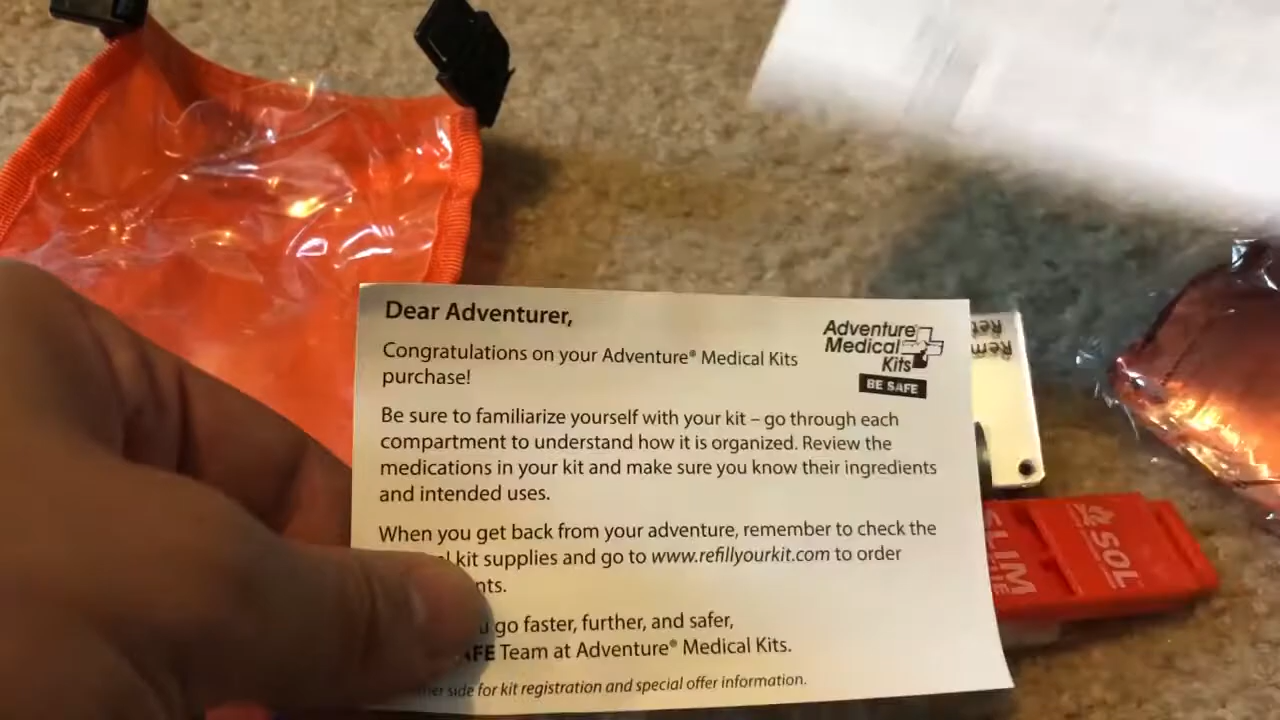 Dear Adventurer,
Adventure
Medical
Kits
BE SAFE
Congratulations on your Adventure® Medical Kits
purchase!
Be sure to familiarize yourself with your kit – go through each
compartment to understand how it is organized. Review the
medications in your kit and make sure you know their ingredients
and intended uses.
When you get back from your adventure, remember to check the
kit supplies and go to www.refillyourkit.com to order
go faster, further, and safer,
Team at Adventure® Medical Kits.
side for kit registration and special offer information.
SLIM
SOL